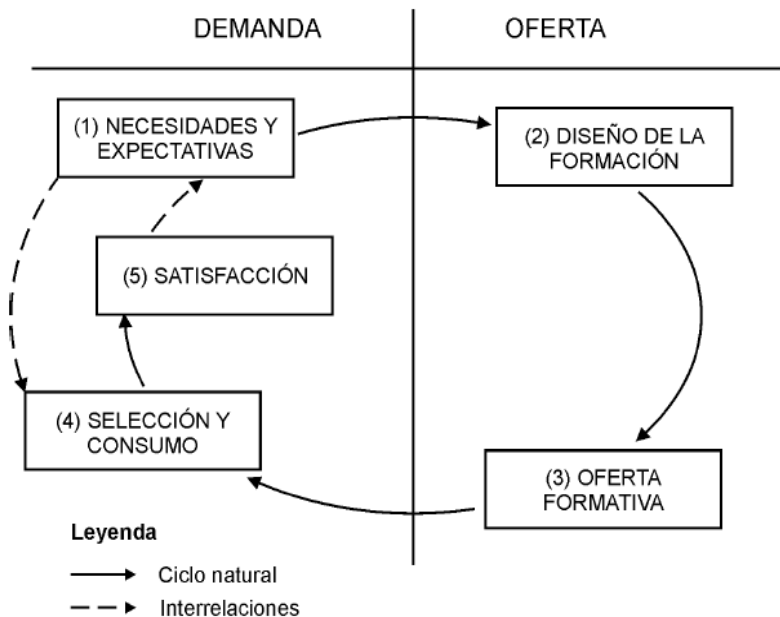 DEMANDA
OFERTA
(1) NECESIDADES Y
EXPECTATIVAS
(2) DISEÑO DE LA
FORMACIÓN
(5) SATISFACCIÓN
(4) SELECCIÓN Y
CONSUMO
(3) OFERTA
FORMATIVA
Leyenda
Ciclo natural
Interrelaciones